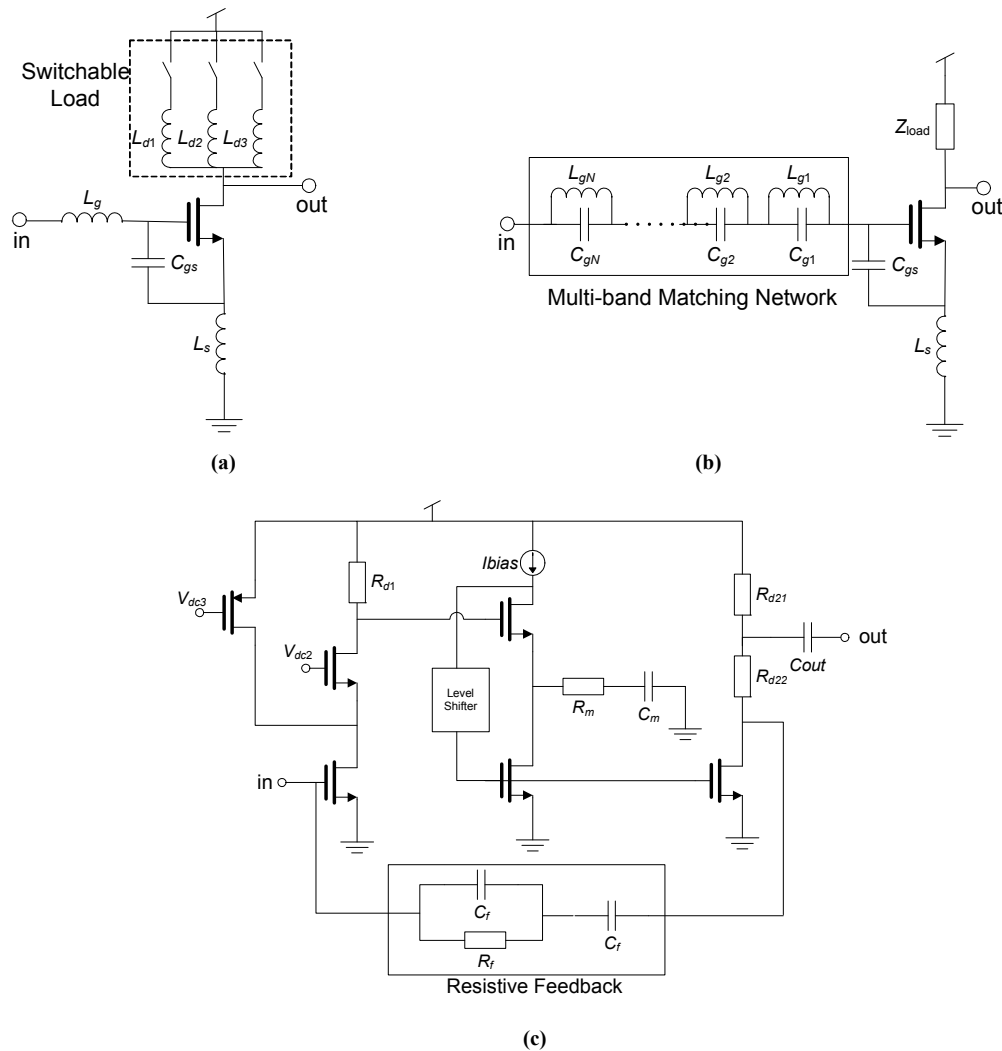 Switchable
Load
Ld1
Ld2
Ld3
Lg
in
out
Cgs
Ls
(a)
Zload
LgN
Lg2
Lg1
out
in
CgN
Cg2
Cg1
Cgs
Multi-band Matching Network
Ls
(b)
Ibias
Rd1
Rd21
Vdc3
out
Vdc2
Cout
Rd22
Level
Shifter
Rm
Cm
in
Cf
Cf
Rf
Resistive Feedback
(c)